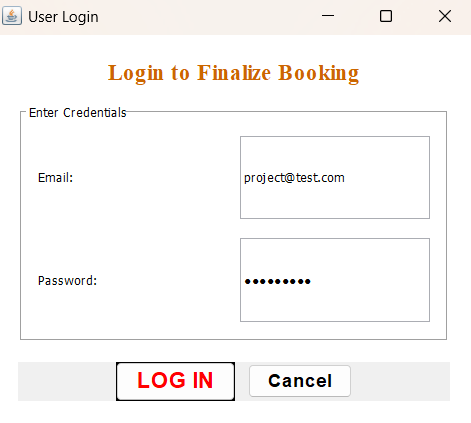 User Login
Login to Finalize Booking
Enter Credentials
Email: project@test.com
Password: •••••••••
LOG IN Cancel